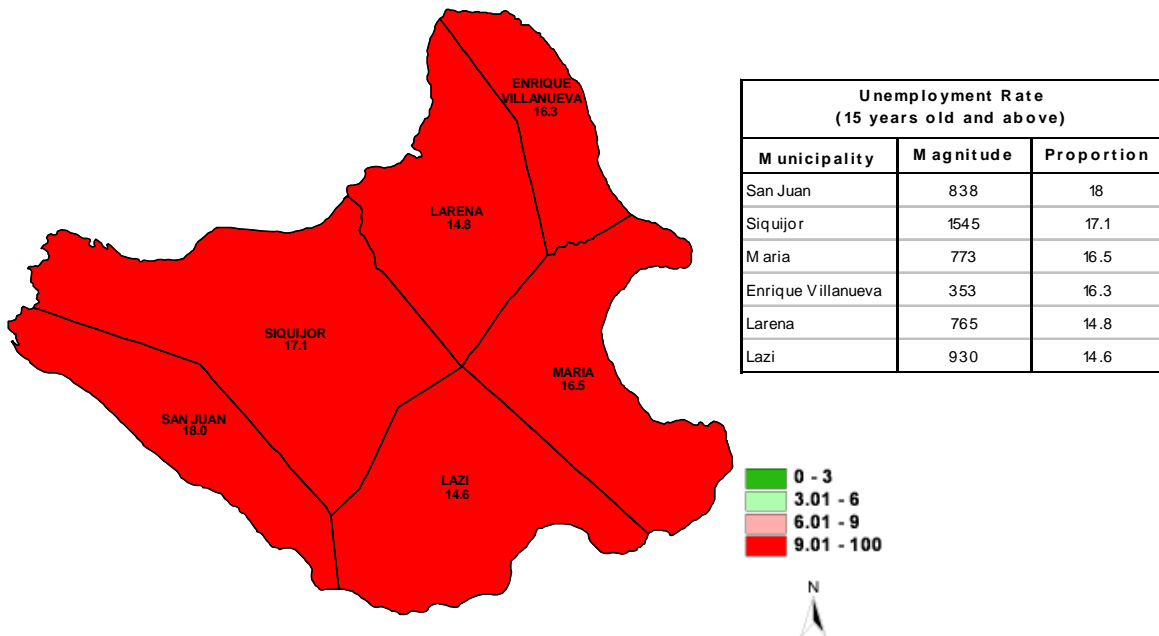 ENRIQUE
VILLANUEVA
16.3
LARENA
14.8
SIQUIJOR
17.1
MARIA
16.5
SAN JUAN
18.0
LAZI
14.6
Unemployment Rate
(15 years old and above)
Municipality Magnitude Proportion
San Juan 838 18
Siquijor 1545 17.1
Maria 773 16.5
Enrique Villanueva 353 16.3
Larena 765 14.8
Lazi 930 14.6
0 - 3
3.01 - 6
6.01 - 9
9.01 - 100
N